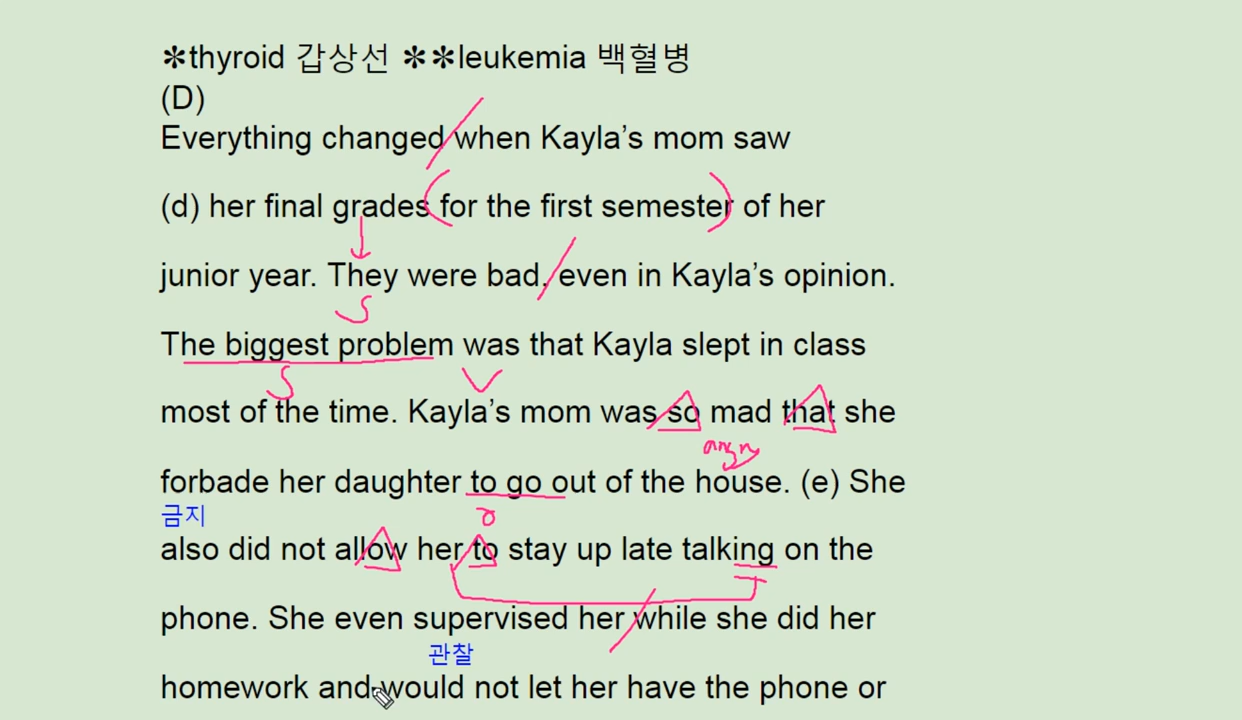 ✻thyroid 갑상선 ✻✻leukemia 백혈병
(D)
Everything changed when Kayla’s mom saw
(d) her final grades for the first semester of her
junior year. They were bad, even in Kayla’s opinion.
S
The biggest problem was that Kayla slept in class
S V
most of the time. Kayla’s mom was so mad that she
angry
forbade her daughter to go out of the house. (e) She
금지
also did not allow her to stay up late talking on the
phone. She even supervised her while she did her
관찰
homework and would not let her have the phone or